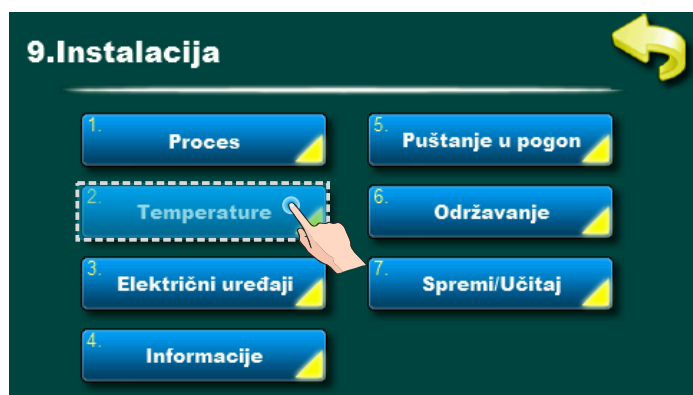 9.Instalacija
1.
Proces
2.
Temperature
3.
Električni uređaji
4.
Informacije
5.
Puštanje u pogon
6.
Održavanje
7.
Spremi/Učitaj